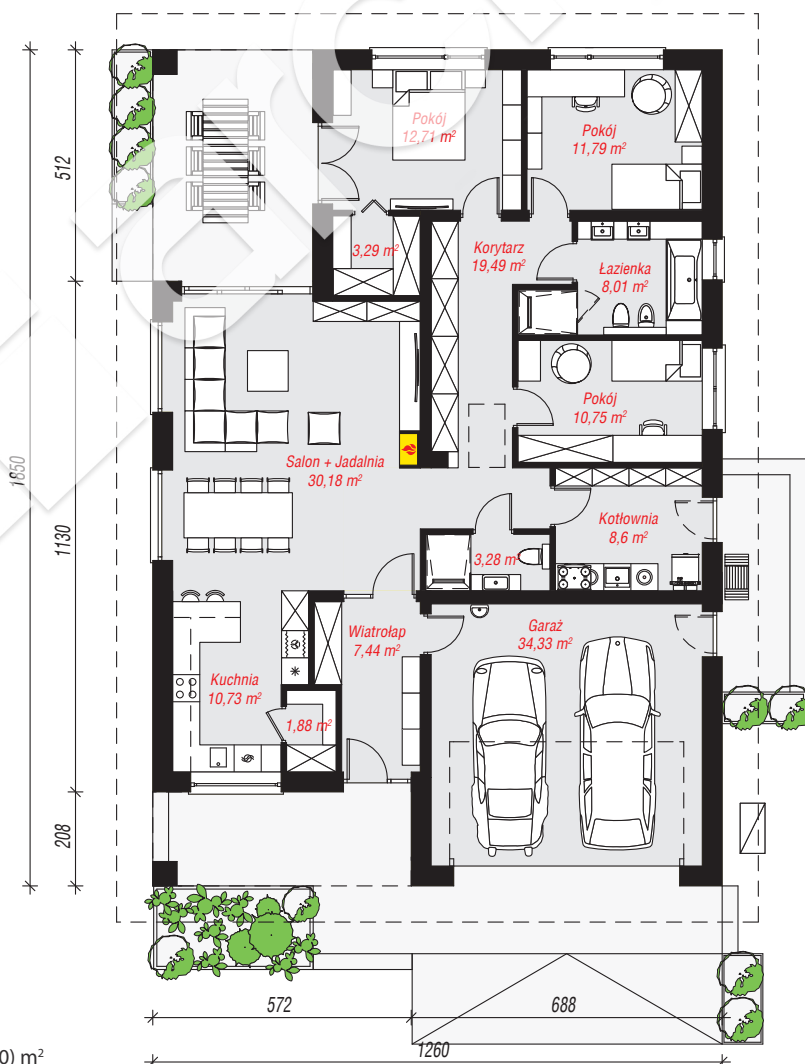 Pokój
12,71 m²
Pokój
11,79 m²
512
3,29 m²
Korytarz
19,49 m²
Łazienka
8,01 m²
Pokój
10,75 m²
Salon + Jadalnia
30,18 m²
1850
1130
Kotłownia
8,6 m²
3,28 m²
Wiatrołap
7,44 m²
Garaż
34,33 m²
Kuchnia
10,73 m²
1,88 m²
208
572
688
1260
0) m²